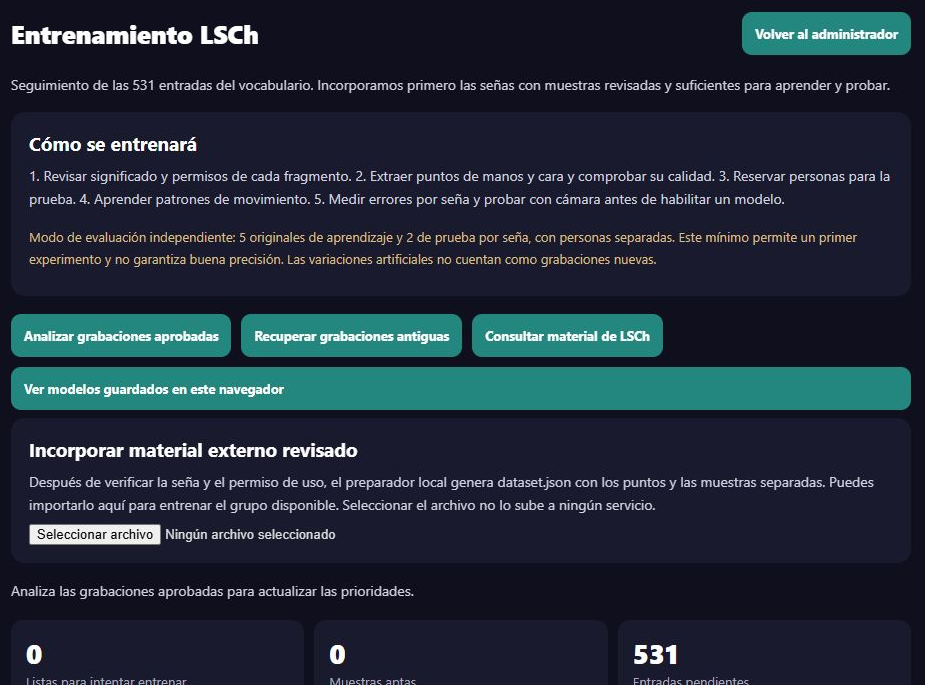 Entrenamiento LSCh
Volver al administrador
Seguimiento de las 531 entradas del vocabulario. Incorporamos primero las señas con muestras revisadas y suficientes para aprender y probar.
Cómo se entrenará
1. Revisar significado y permisos de cada fragmento. 2. Extraer puntos de manos y cara y comprobar su calidad. 3. Reservar personas para la
prueba. 4. Aprender patrones de movimiento. 5. Medir errores por seña y probar con cámara antes de habilitar un modelo.
Modo de evaluación independiente: 5 originales de aprendizaje y 2 de prueba por seña, con personas separadas. Este mínimo permite un primer
experimento y no garantiza buena precisión. Las variaciones artificiales no cuentan como grabaciones nuevas.
Analizar grabaciones aprobadas
Recuperar grabaciones antiguas
Consultar material de LSCh
Ver modelos guardados en este navegador
Incorporar material externo revisado
Después de verificar la seña y el permiso de uso, el preparador local genera dataset.json con los puntos y las muestras separadas. Puedes
importarlo aquí para entrenar el grupo disponible. Seleccionar el archivo no lo sube a ningún servicio.
Seleccionar archivo Ningún archivo seleccionado
Analiza las grabaciones aprobadas para actualizar las prioridades.
0
Listas para intentar entrenar
0
Muestras aptas
531
Entradas pendientes